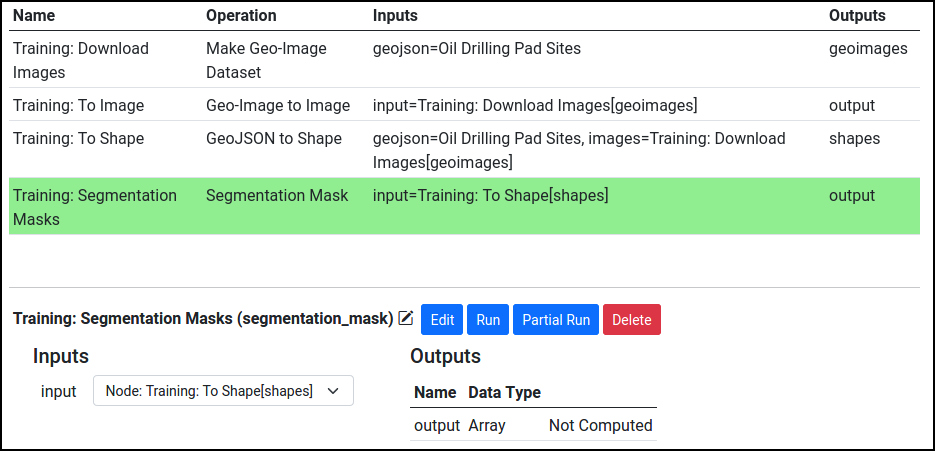 Name Operation Inputs Outputs
Training: Download Make Geo-Image geojson=Oil Drilling Pad Sites geoimages
Images Dataset
Training: To Image Geo-Image to Image input=Training: Download Images[geoimages] output
Training: To Shape GeoJSON to Shape geojson=Oil Drilling Pad Sites, images=Training: Download shapes
Images[geoimages]
Training: Segmentation Segmentation Mask input=Training: To Shape[shapes] output
Masks
Training: Segmentation Masks (segmentation_mask) Edit Run Partial Run Delete
Inputs Outputs
input Node: Training: To Shape[shapes]
Name Data Type
output Array Not Computed